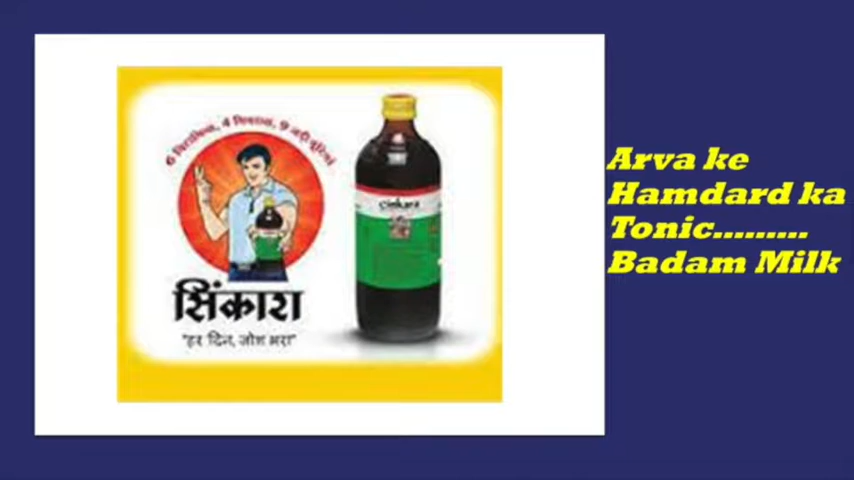 6 विटामिन्स, 4 मिनरल्स, 9 जड़ी बूटियां
Cinkara
सिंकारा
"हर दिन, जोश भरा"
Arva ke
Hamdard ka
Tonic.........
Badam Milk